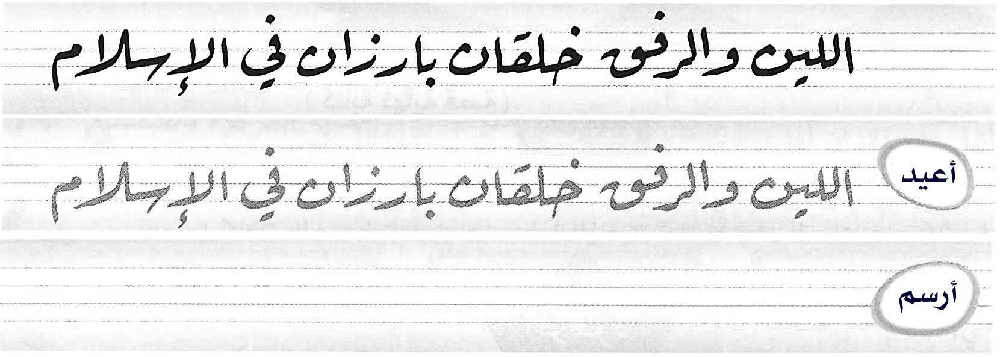 اللين والرفق خلقان بارزان في الإسلام
أعيد
اللين والرفق خلقان بارزان في الإسلام
أرسم